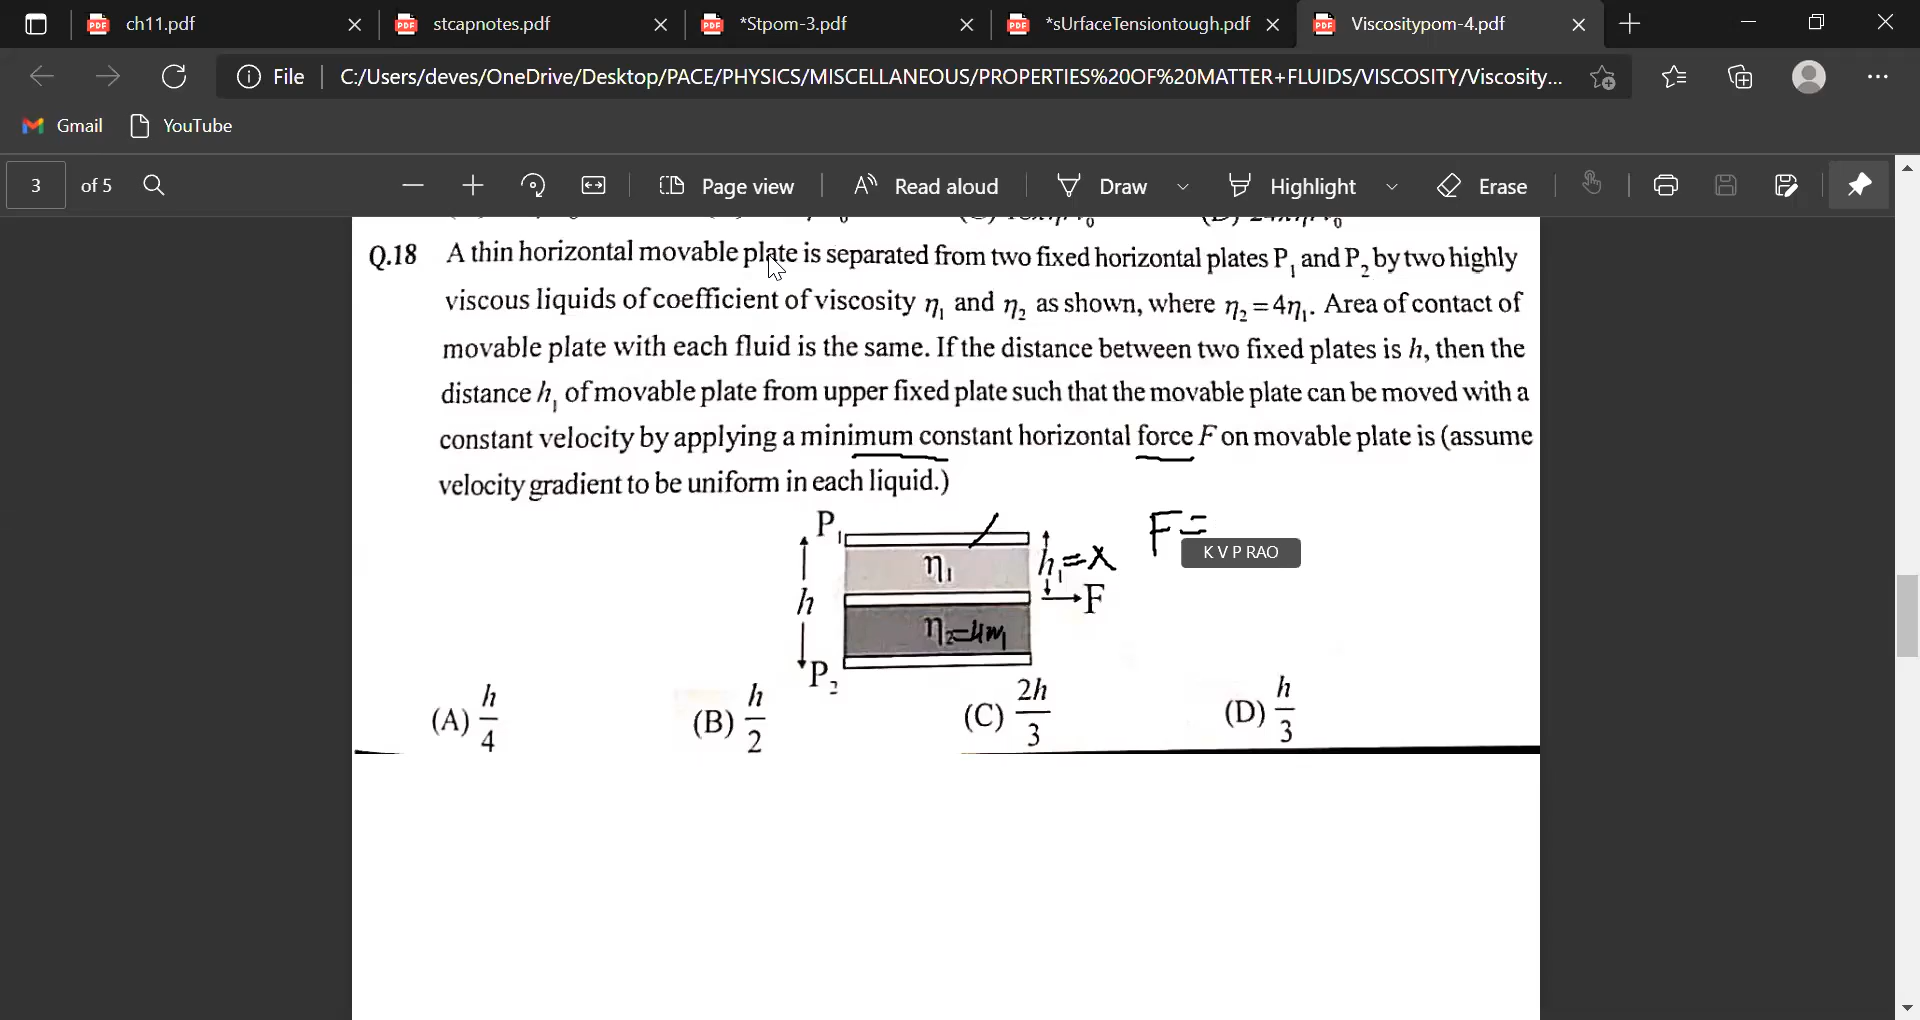 ch11.pdf
stcapnotes.pdf
*Stpom-3.pdf
*sUrfaceTensiontough.pdf
Viscositypom-4.pdf
File
C:/Users/deves/OneDrive/Desktop/PACE/PHYSICS/MISCELLANEOUS/PROPERTIES%20OF%20MATTER+FLUIDS/VISCOSITY/Viscosity...
Gmail
YouTube
3 of 5
Page view
Read aloud
Draw
Highlight
Erase
Q.18 A thin horizontal movable plate is separated from two fixed horizontal plates P₁ and P₂ by two highly
viscous liquids of coefficient of viscosity η₁ and η₂ as shown, where η₂ = 4η₁. Area of contact of
movable plate with each fluid is the same. If the distance between two fixed plates is h, then the
distance h₁ of movable plate from upper fixed plate such that the movable plate can be moved with a
constant velocity by applying a minimum constant horizontal force F on movable plate is (assume
velocity gradient to be uniform in each liquid.)
P₁
η₁
h₁=x
F=
K V P RAO
h
F
η₂=4η₁
P₂
(A) h/4 (B) h/2 (C) 2h/3 (D) h/3